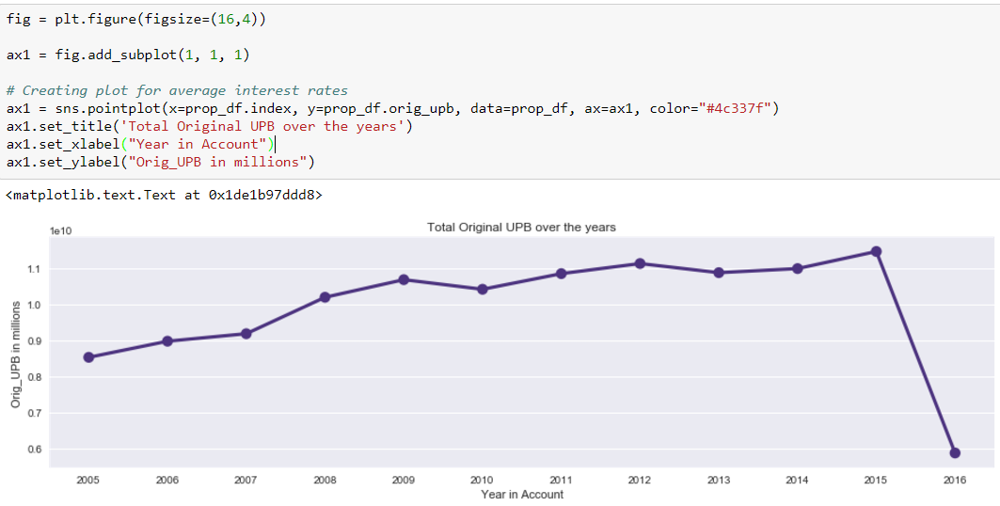 fig = plt.figure(figsize=(16,4))
ax1 = fig.add_subplot(1, 1, 1)
# Creating plot for average interest rates
ax1 = sns.pointplot(x=prop_df.index, y=prop_df.orig_upb, data=prop_df, ax=ax1, color="#4c337f")
ax1.set_title('Total Original UPB over the years')
ax1.set_xlabel("Year in Account")
ax1.set_ylabel("Orig_UPB in millions")
<matplotlib.text.Text at 0x1de1b97ddd8>
Total Original UPB over the years
1e10
1.1
1.0
0.9
0.8
0.7
0.6
Orig_UPB in millions
2005 2006 2007 2008 2009 2010 2011 2012 2013 2014 2015 2016
Year in Account